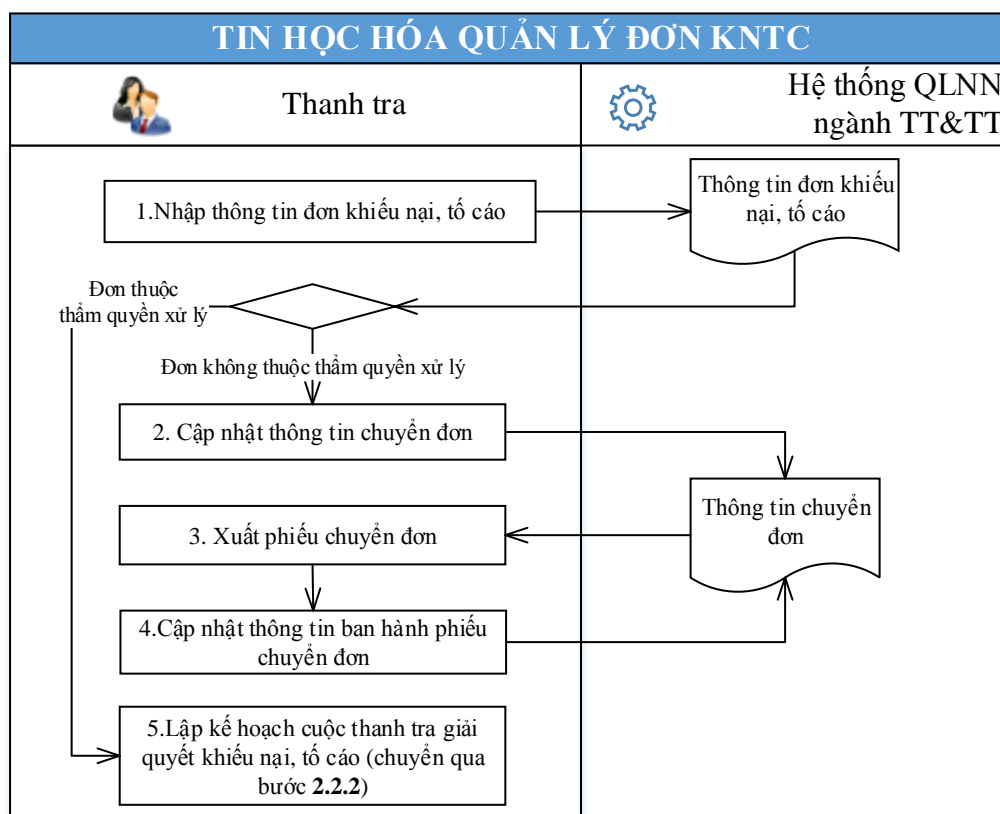 TIN HỌC HÓA QUẢN LÝ ĐƠN KNTC
Thanh tra
Hệ thống QLNN
ngành TT&TT
1.Nhập thông tin đơn khiếu nại, tố cáo
Thông tin đơn khiếu
nại, tố cáo
Đơn thuộc
thẩm quyền xử lý
Đơn không thuộc thẩm quyền xử lý
2. Cập nhật thông tin chuyển đơn
Thông tin chuyển
đơn
3. Xuất phiếu chuyển đơn
4.Cập nhật thông tin ban hành phiếu
chuyển đơn
5.Lập kế hoạch cuộc thanh tra giải
quyết khiếu nại, tố cáo (chuyển qua
bước 2.2.2)